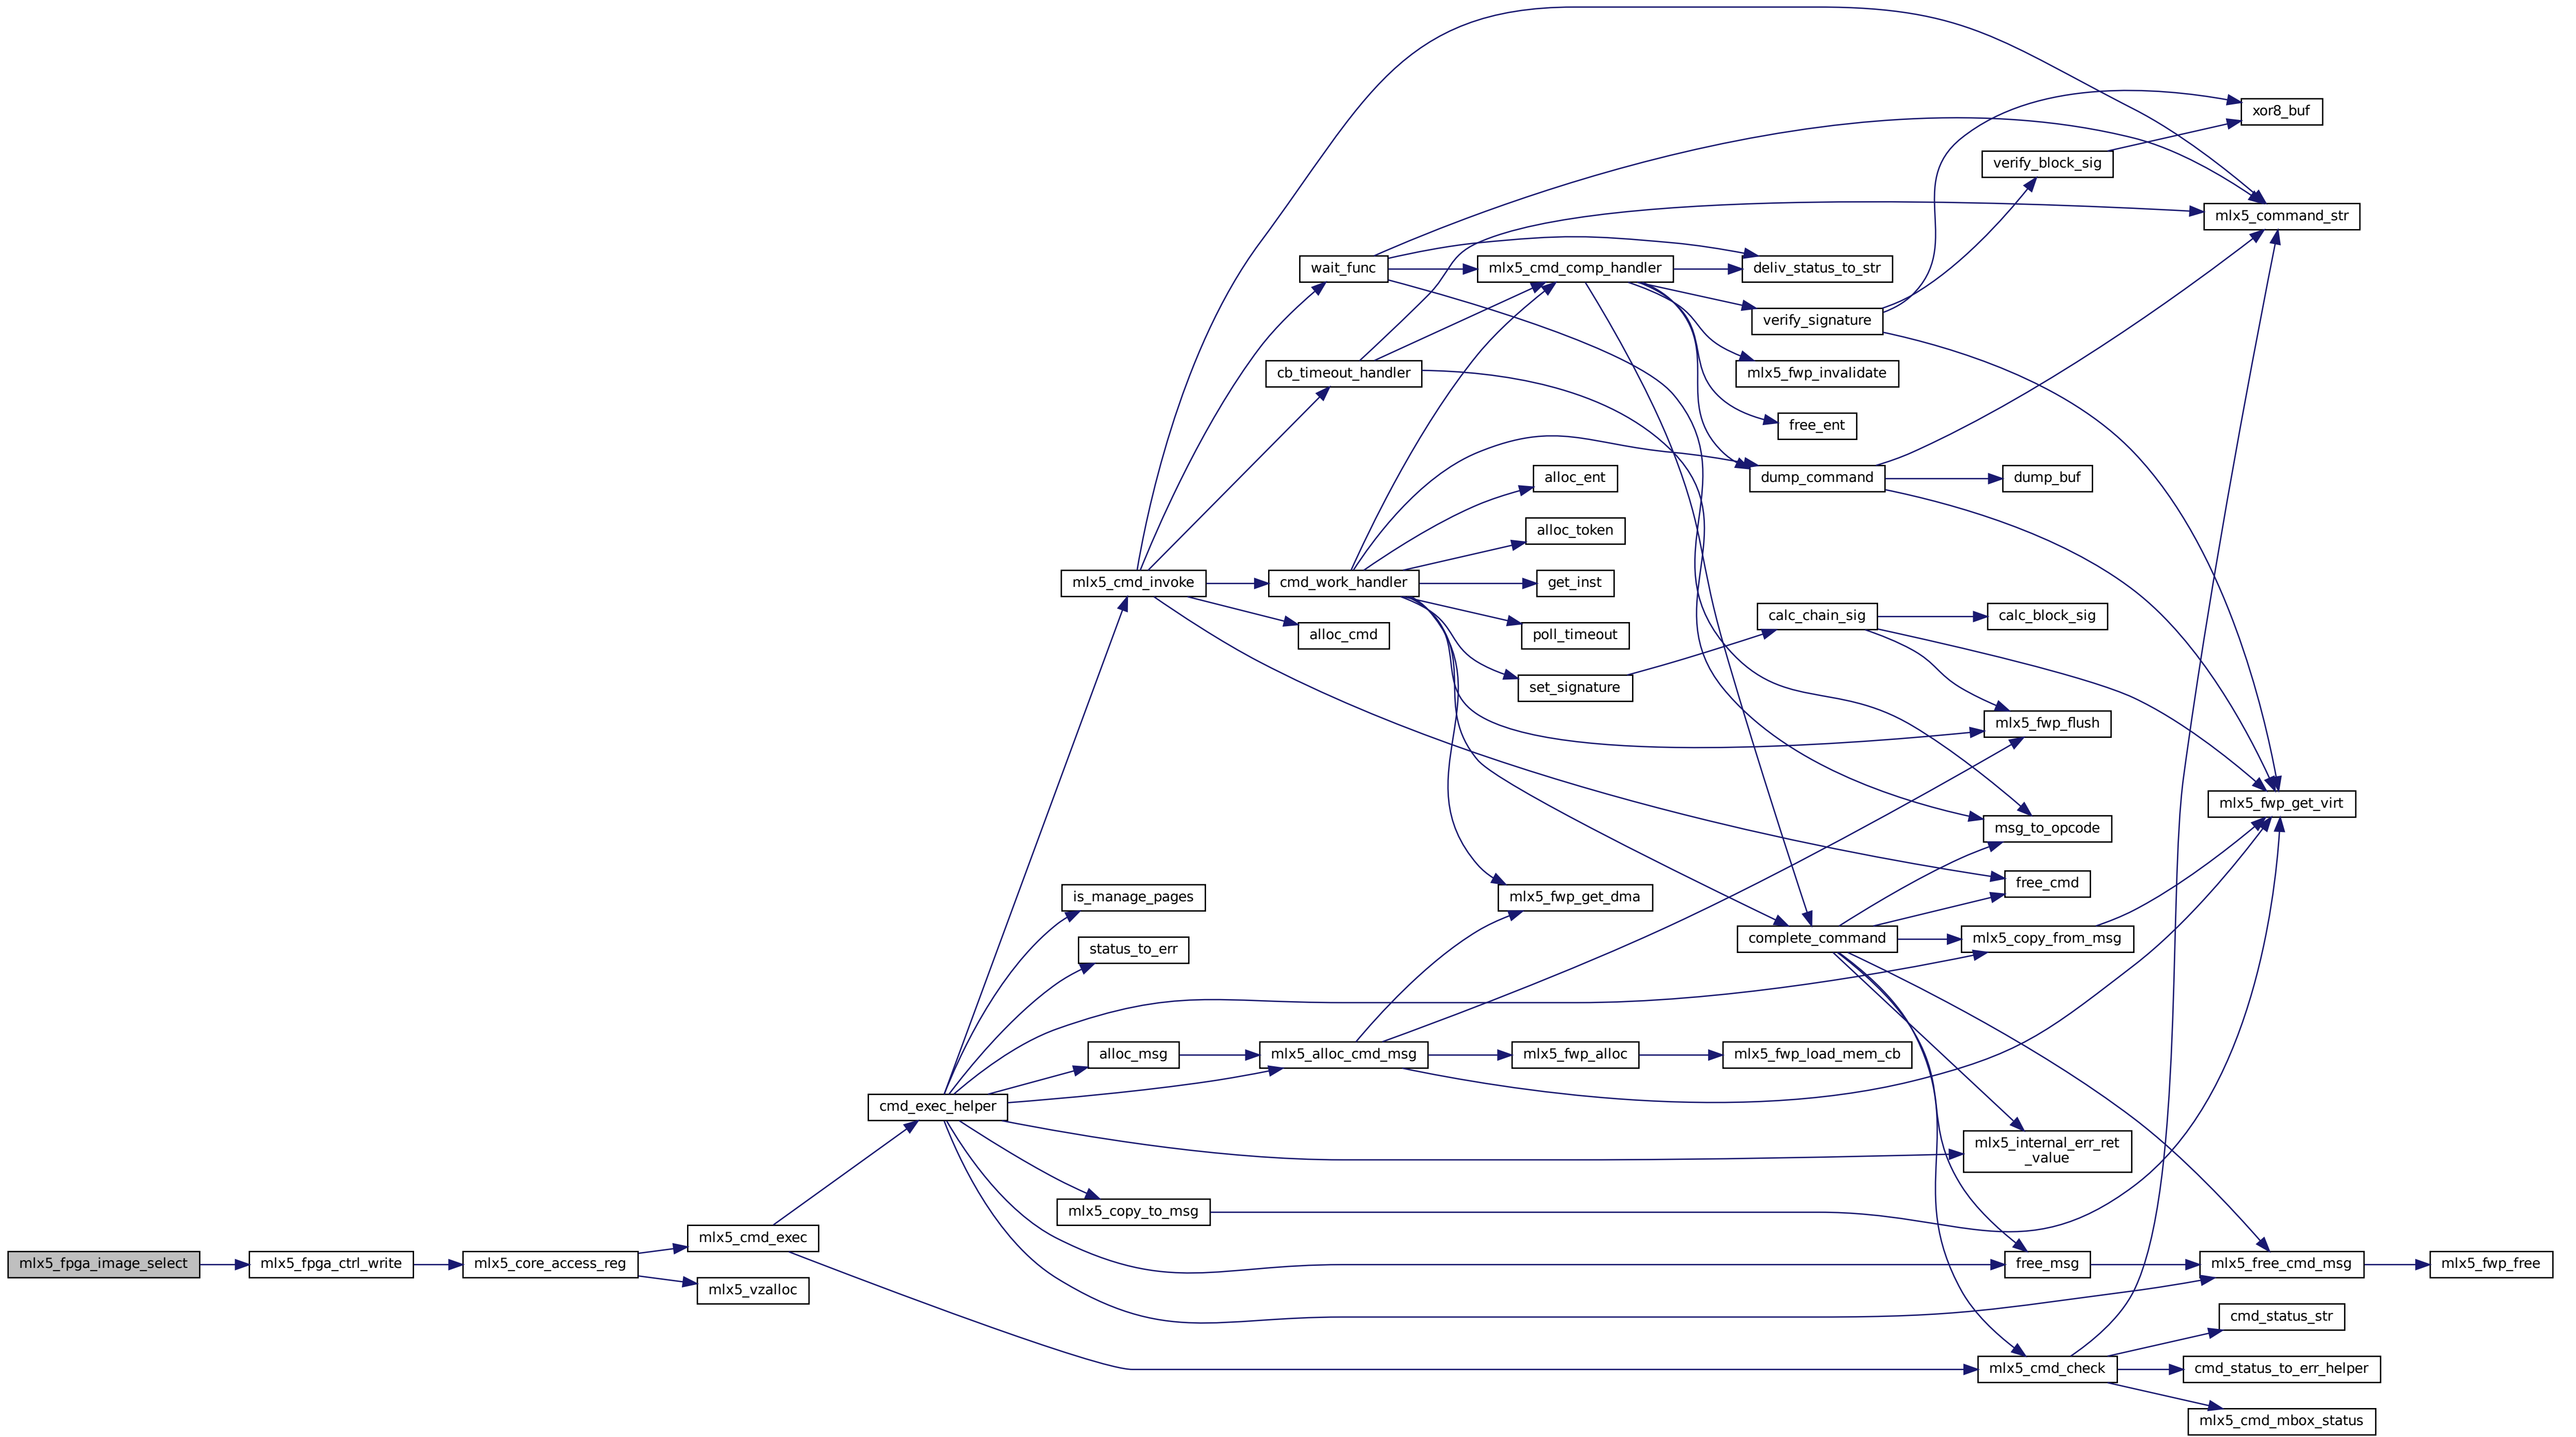 xor8_buf
verify_block_sig
mlx5_command_str
wait_func
mlx5_cmd_comp_handler
deliv_status_to_str
verify_signature
cb_timeout_handler
mlx5_fwp_invalidate
free_ent
alloc_ent
dump_command
dump_buf
alloc_token
mlx5_cmd_invoke
cmd_work_handler
get_inst
calc_chain_sig
calc_block_sig
alloc_cmd
poll_timeout
set_signature
mlx5_fwp_flush
mlx5_fwp_get_virt
msg_to_opcode
free_cmd
is_manage_pages
mlx5_fwp_get_dma
status_to_err
complete_command
mlx5_copy_from_msg
alloc_msg
mlx5_alloc_cmd_msg
mlx5_fwp_alloc
mlx5_fwp_load_mem_cb
cmd_exec_helper
mlx5_internal_err_ret
_value
mlx5_copy_to_msg
mlx5_cmd_exec
mlx5_fpga_image_select
mlx5_fpga_ctrl_write
mlx5_core_access_reg
free_msg
mlx5_free_cmd_msg
mlx5_fwp_free
mlx5_vzalloc
cmd_status_str
mlx5_cmd_check
cmd_status_to_err_helper
mlx5_cmd_mbox_status